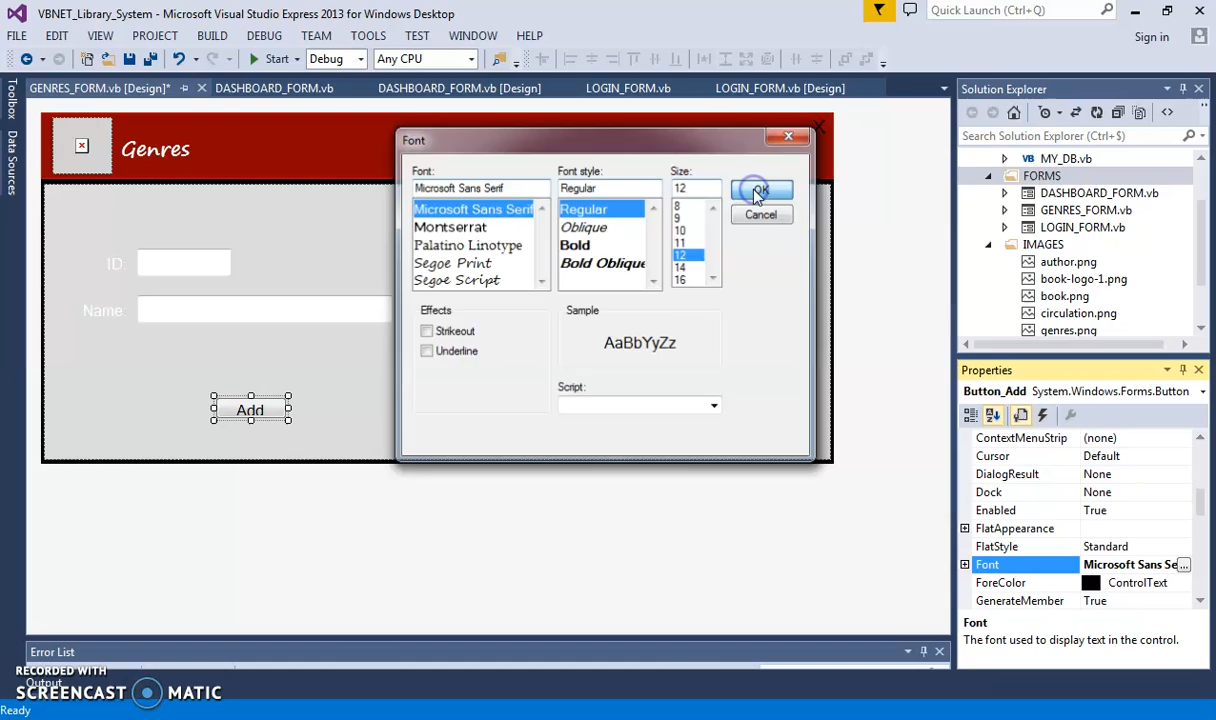 VBNET_Library_System - Microsoft Visual Studio Express 2013 for Windows Desktop
Quick Launch (Ctrl+Q)
FILE EDIT VIEW PROJECT BUILD DEBUG TEAM TOOLS TEST WINDOW HELP
Sign in
Start Debug Any CPU
GENRES_FORM.vb [Design]* DASHBOARD_FORM.vb DASHBOARD_FORM.vb [Design] LOGIN_FORM.vb LOGIN_FORM.vb [Design]
Toolbox
Data Sources
Genres
X
ID:
Name:
Add
Font
Font: Font style: Size:
Microsoft Sans Serif Regular 12 OK
Microsoft Sans Serif Regular 8
Montserrat Oblique 9
Palatino Linotype Bold 10
Segoe Print Bold Oblique 11
Segoe Script 12
14
16
Cancel
Effects
Strikeout
Underline
Sample
AaBbYyZz
Script:
Solution Explorer
Search Solution Explorer (Ctrl+$)
MY_DB.vb
FORMS
DASHBOARD_FORM.vb
GENRES_FORM.vb
LOGIN_FORM.vb
IMAGES
author.png
book-logo-1.png
book.png
circulation.png
genres.png
Properties
Button_Add System.Windows.Forms.Button
ContextMenuStrip (none)
Cursor Default
DialogResult None
Dock None
Enabled True
FlatAppearance
FlatStyle Standard
Font Microsoft Sans Se ...
ForeColor ControlText
GenerateMember True
Font
The font used to display text in the control.
Error List
Output
RECORDED WITH
SCREENCAST MATIC
Ready